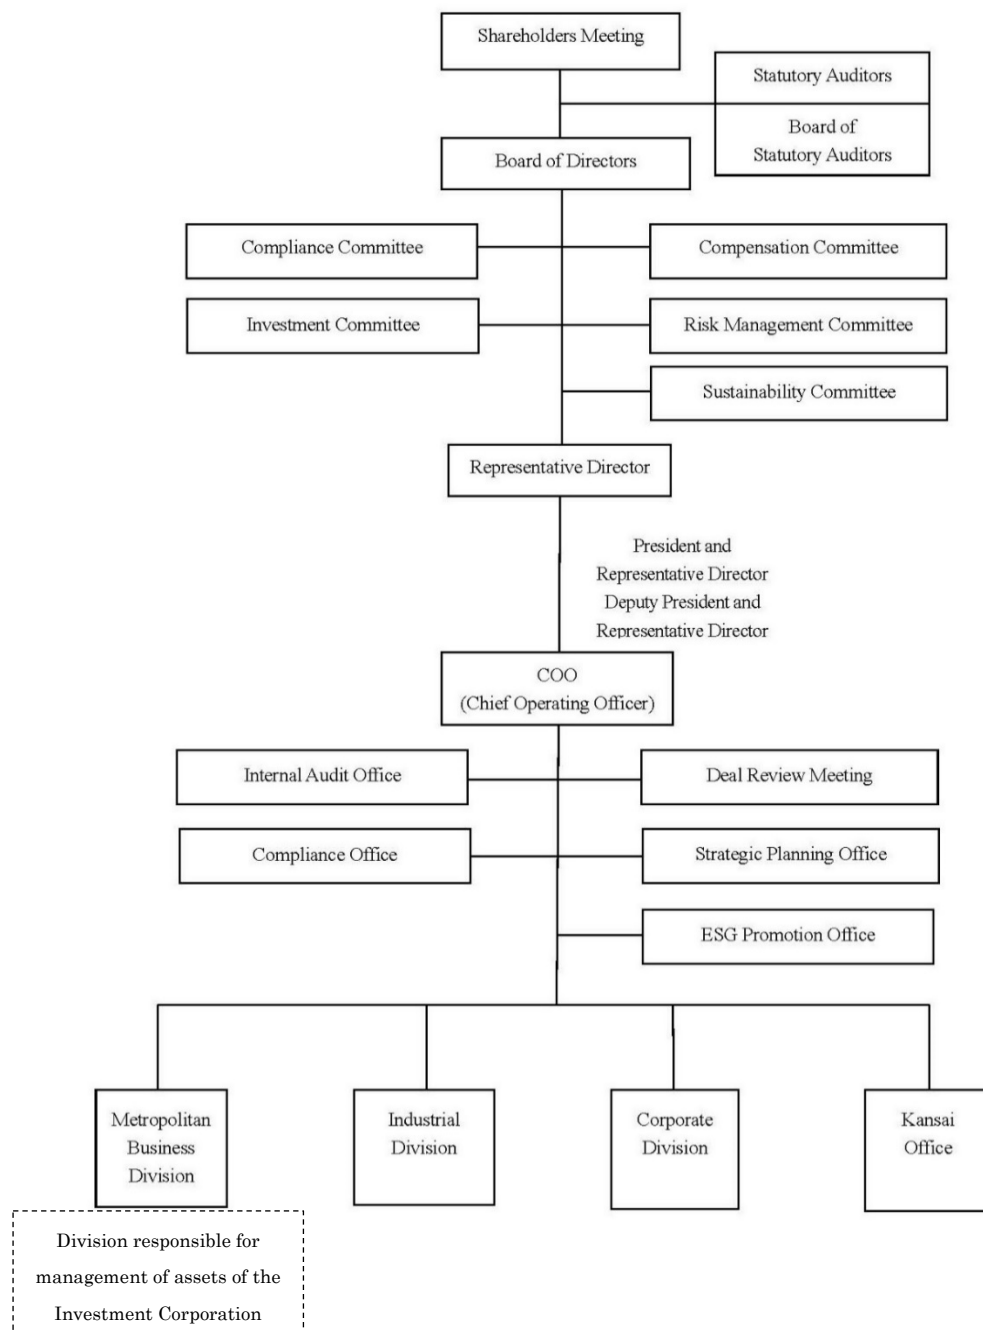 Shareholders Meeting
Statutory Auditors
Board of
Statutory Auditors
Board of Directors
Compliance Committee
Compensation Committee
Investment Committee
Risk Management Committee
Sustainability Committee
Representative Director
President and
Representative Director
Deputy President and
Representative Director
COO
(Chief Operating Officer)
Internal Audit Office
Deal Review Meeting
Compliance Office
Strategic Planning Office
ESG Promotion Office
Metropolitan
Business
Division
Industrial
Division
Corporate
Division
Kansai
Office
Division responsible for
management of assets of the
Investment Corporation